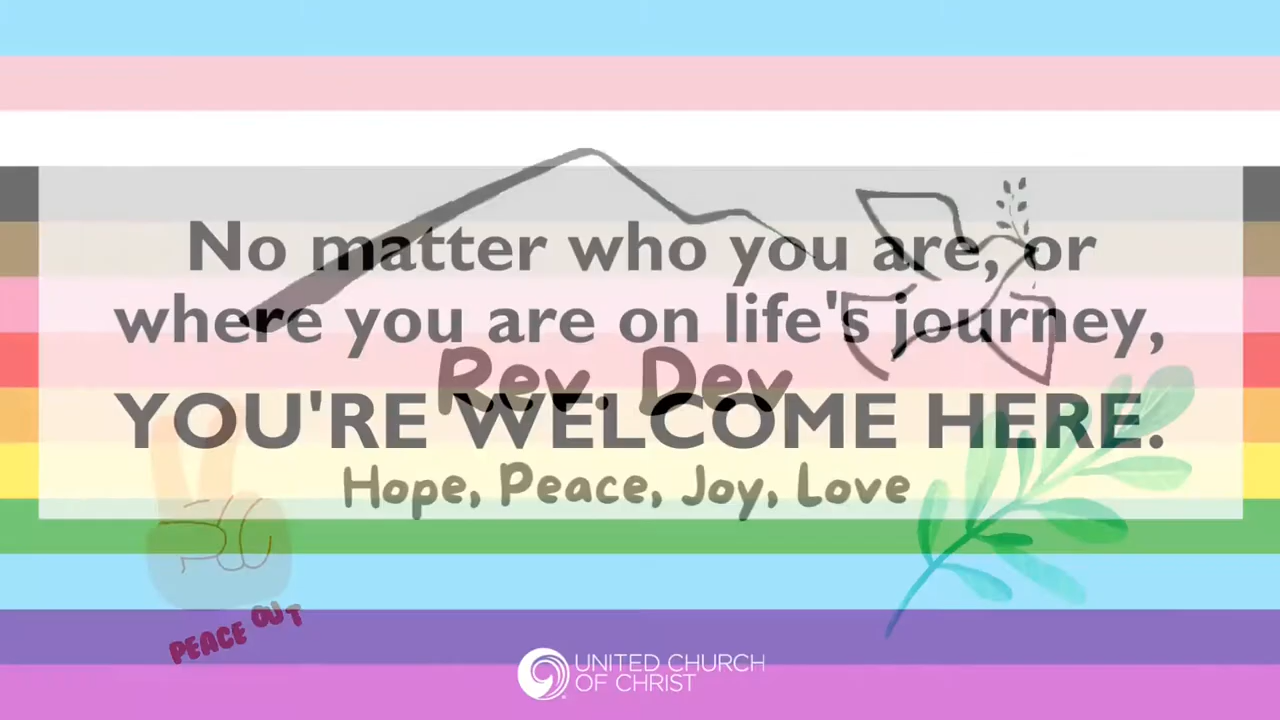 No matter who you are, or
where you are on life's journey,
Rev. Dev
YOU'RE WELCOME HERE.
Hope, Peace, Joy, Love
PEACE OUT
UNITED CHURCH
OF CHRIST